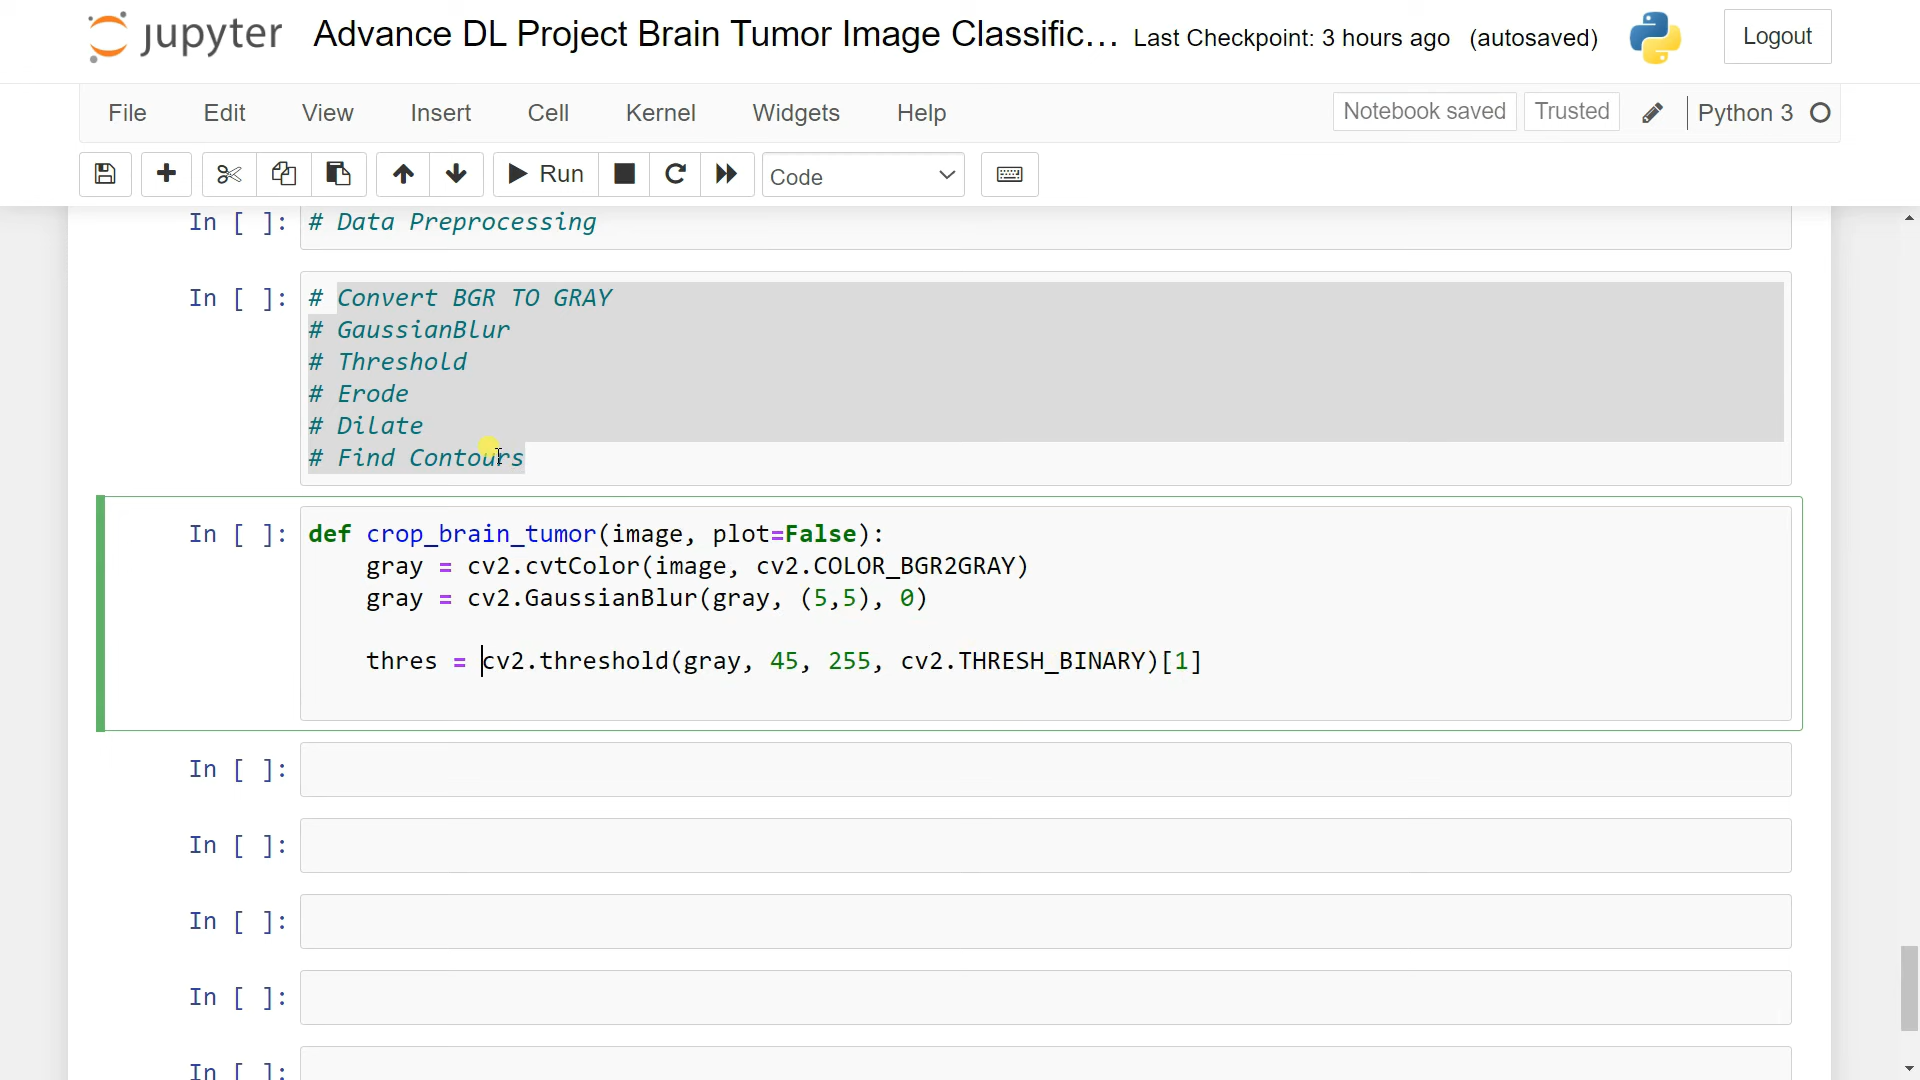 jupyter Advance DL Project Brain Tumor Image Classific... Last Checkpoint: 3 hours ago (autosaved) Logout
File Edit View Insert Cell Kernel Widgets Help Notebook saved Trusted Python 3
Run Code
In [ ]: # Data Preprocessing
In [ ]: # Convert BGR TO GRAY
# GaussianBlur
# Threshold
# Erode
# Dilate
# Find Contours
In [ ]: def crop_brain_tumor(image, plot=False):
gray = cv2.cvtColor(image, cv2.COLOR_BGR2GRAY)
gray = cv2.GaussianBlur(gray, (5,5), 0)
thres = cv2.threshold(gray, 45, 255, cv2.THRESH_BINARY)[1]
In [ ]:
In [ ]:
In [ ]:
In [ ]:
In [ ]: